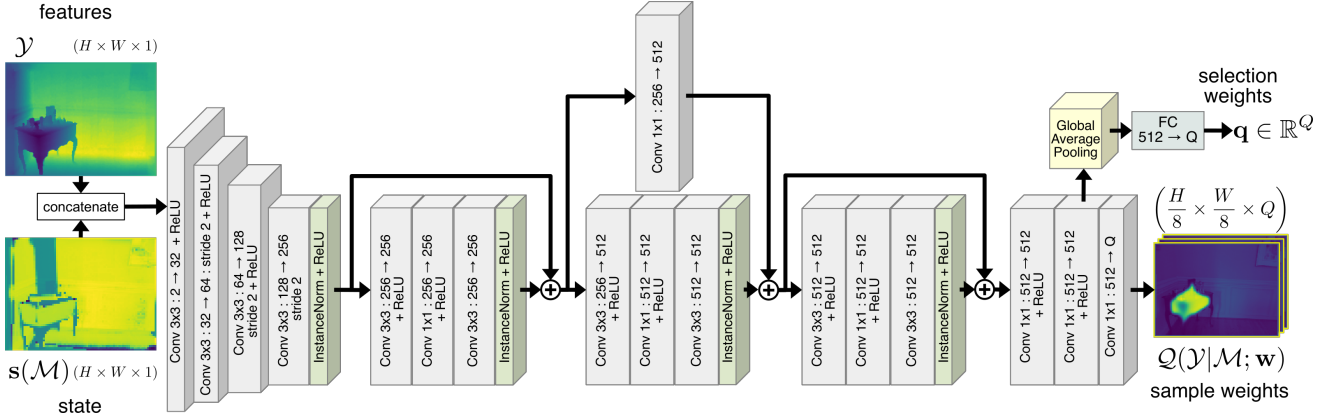 features
𝒴 (H × W × 1)
concatenate
s(ℳ) (H × W × 1)
state
Conv 3x3 : 2 → 32 + ReLU
Conv 3x3 : 32 → 64 : stride 2 + ReLU
Conv 3x3 : 64 → 128
stride 2 + ReLU
Conv 3x3 : 128 → 256
stride 2
InstanceNorm + ReLU
Conv 3x3 : 256 → 256
+ ReLU
Conv 1x1 : 256 → 256
+ ReLU
Conv 3x3 : 256 → 256
InstanceNorm + ReLU
Conv 1x1 : 256 → 512
Conv 3x3 : 256 → 512
+ ReLU
Conv 1x1 : 512 → 512
+ ReLU
Conv 3x3 : 512 → 512
InstanceNorm + ReLU
Conv 3x3 : 512 → 512
+ ReLU
Conv 1x1 : 512 → 512
+ ReLU
Conv 3x3 : 512 → 512
InstanceNorm + ReLU
Conv 1x1 : 512 → 512
+ ReLU
Conv 1x1 : 512 → 512
+ ReLU
Conv 1x1 : 512 → Q
Global
Average
Pooling
FC
512 → Q
selection
weights
q ∈ ℝ^Q
(H/8 × W/8 × Q)
𝒬(𝒴|ℳ; w)
sample weights